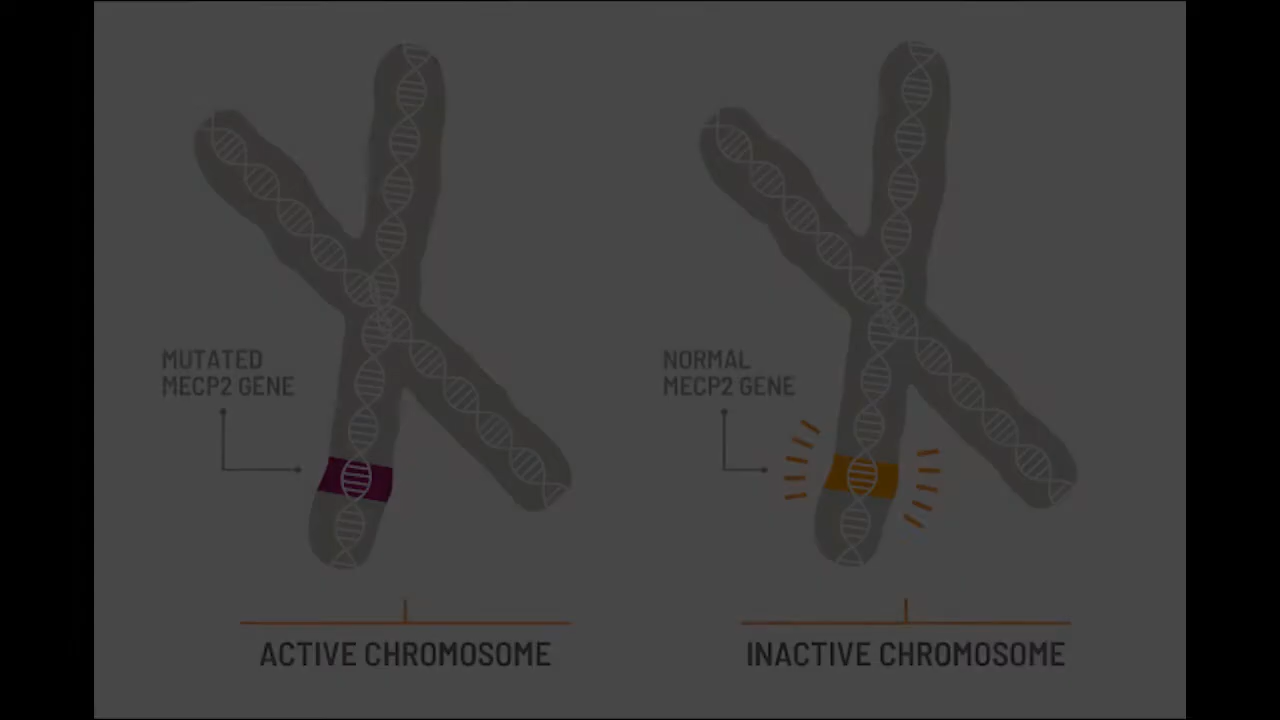 MUTATED
MECP2 GENE
NORMAL
MECP2 GENE
ACTIVE CHROMOSOME
INACTIVE CHROMOSOME